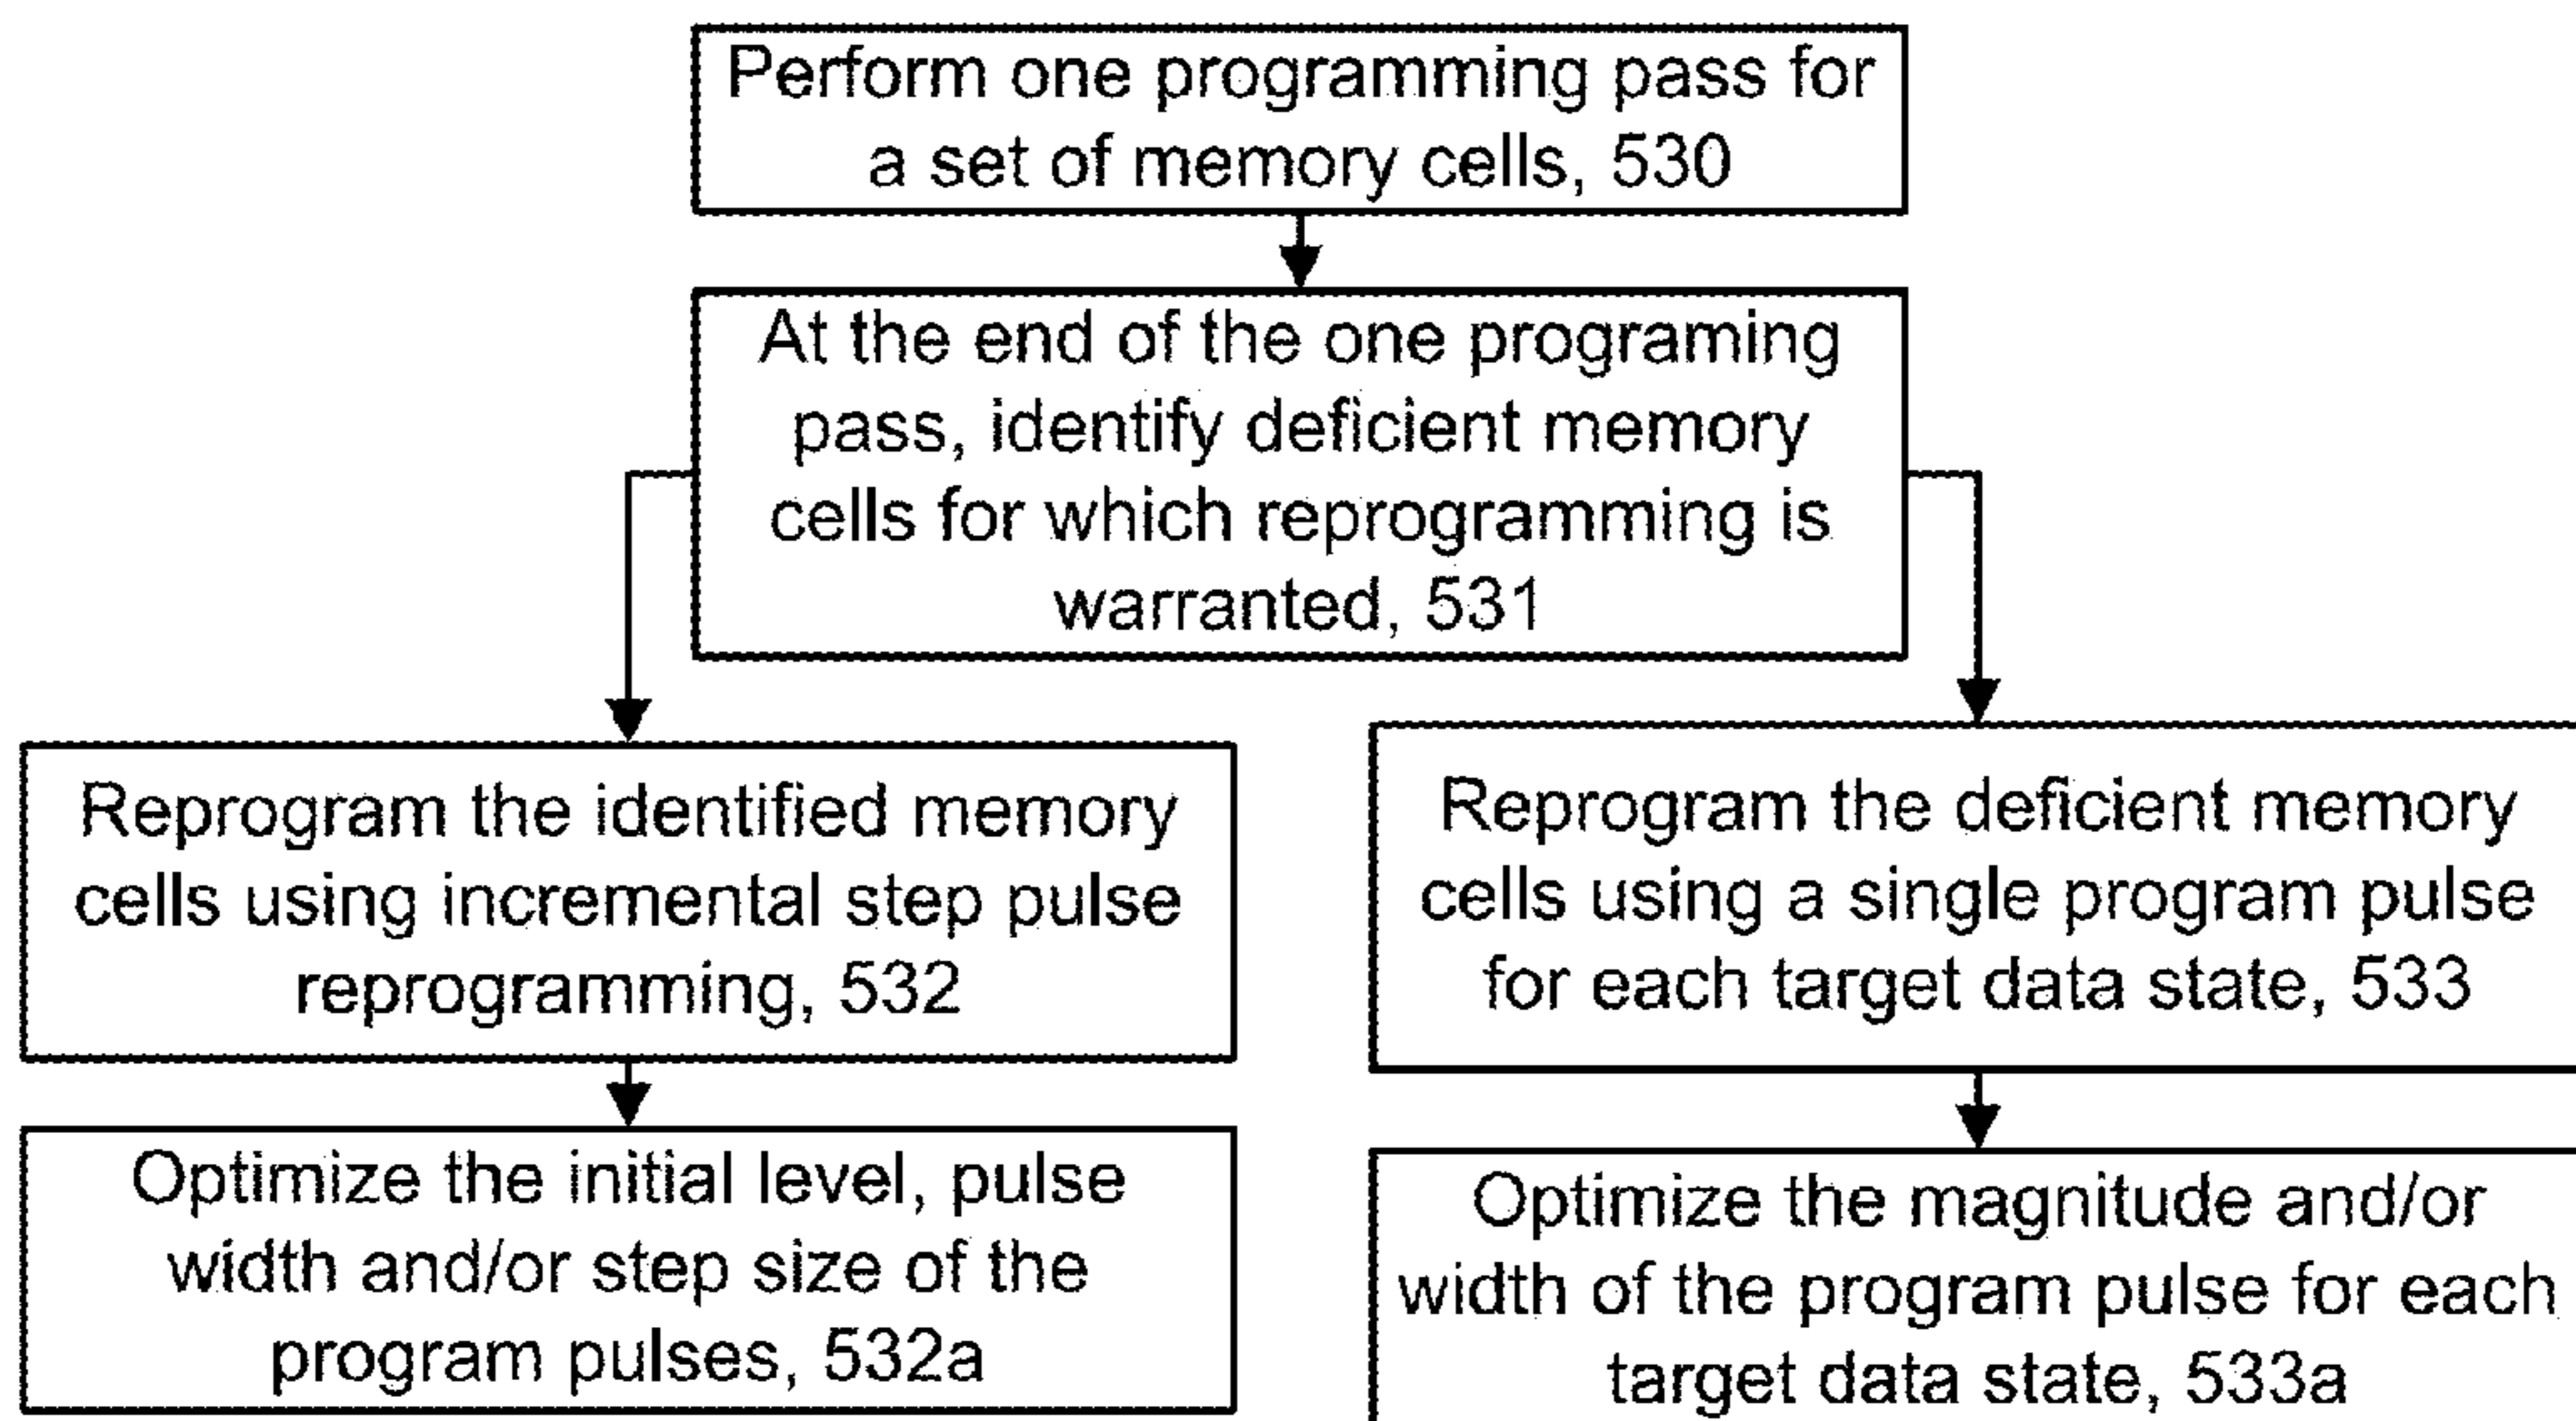 Perform one programming pass for
a set of memory cells, 530
At the end of the one programing
pass, identify deficient memory
cells for which reprogramming is
warranted, 531
Reprogram the identified memory
cells using incremental step pulse
reprogramming, 532
Reprogram the deficient memory
cells using a single program pulse
for each target data state, 533
Optimize the initial level, pulse
width and/or step size of the
program pulses, 532a
Optimize the magnitude and/or
width of the program pulse for each
target data state, 533a